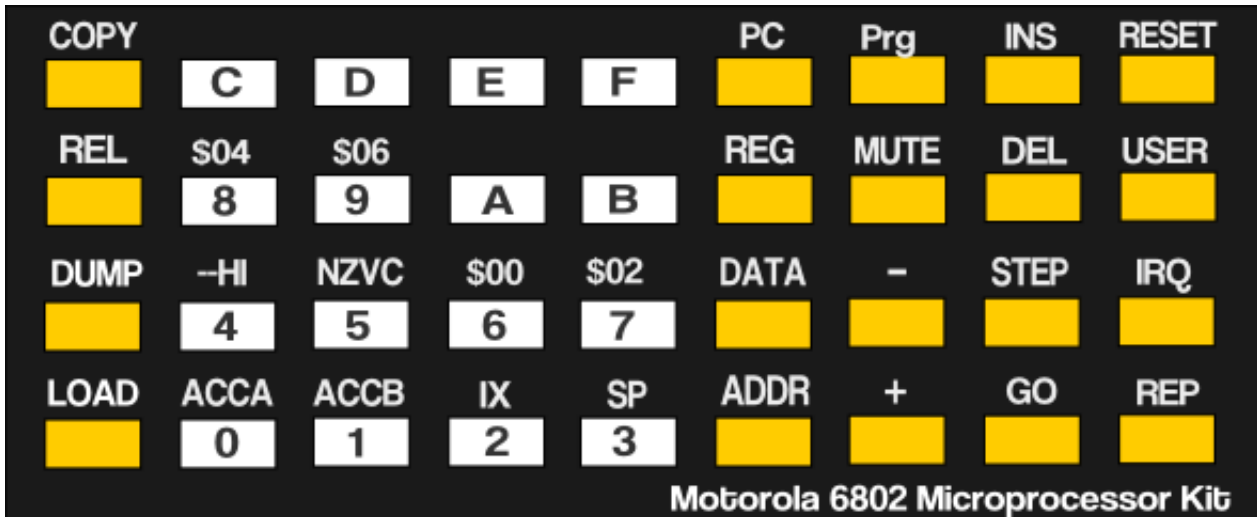 COPY PC Prg INS RESET
C D E F
REL $04 $06 REG MUTE DEL USER
8 9 A B
DUMP --HI NZVC $00 $02 DATA - STEP IRQ
4 5 6 7
LOAD ACCA ACCB IX SP ADDR + GO REP
0 1 2 3
Motorola 6802 Microprocessor Kit